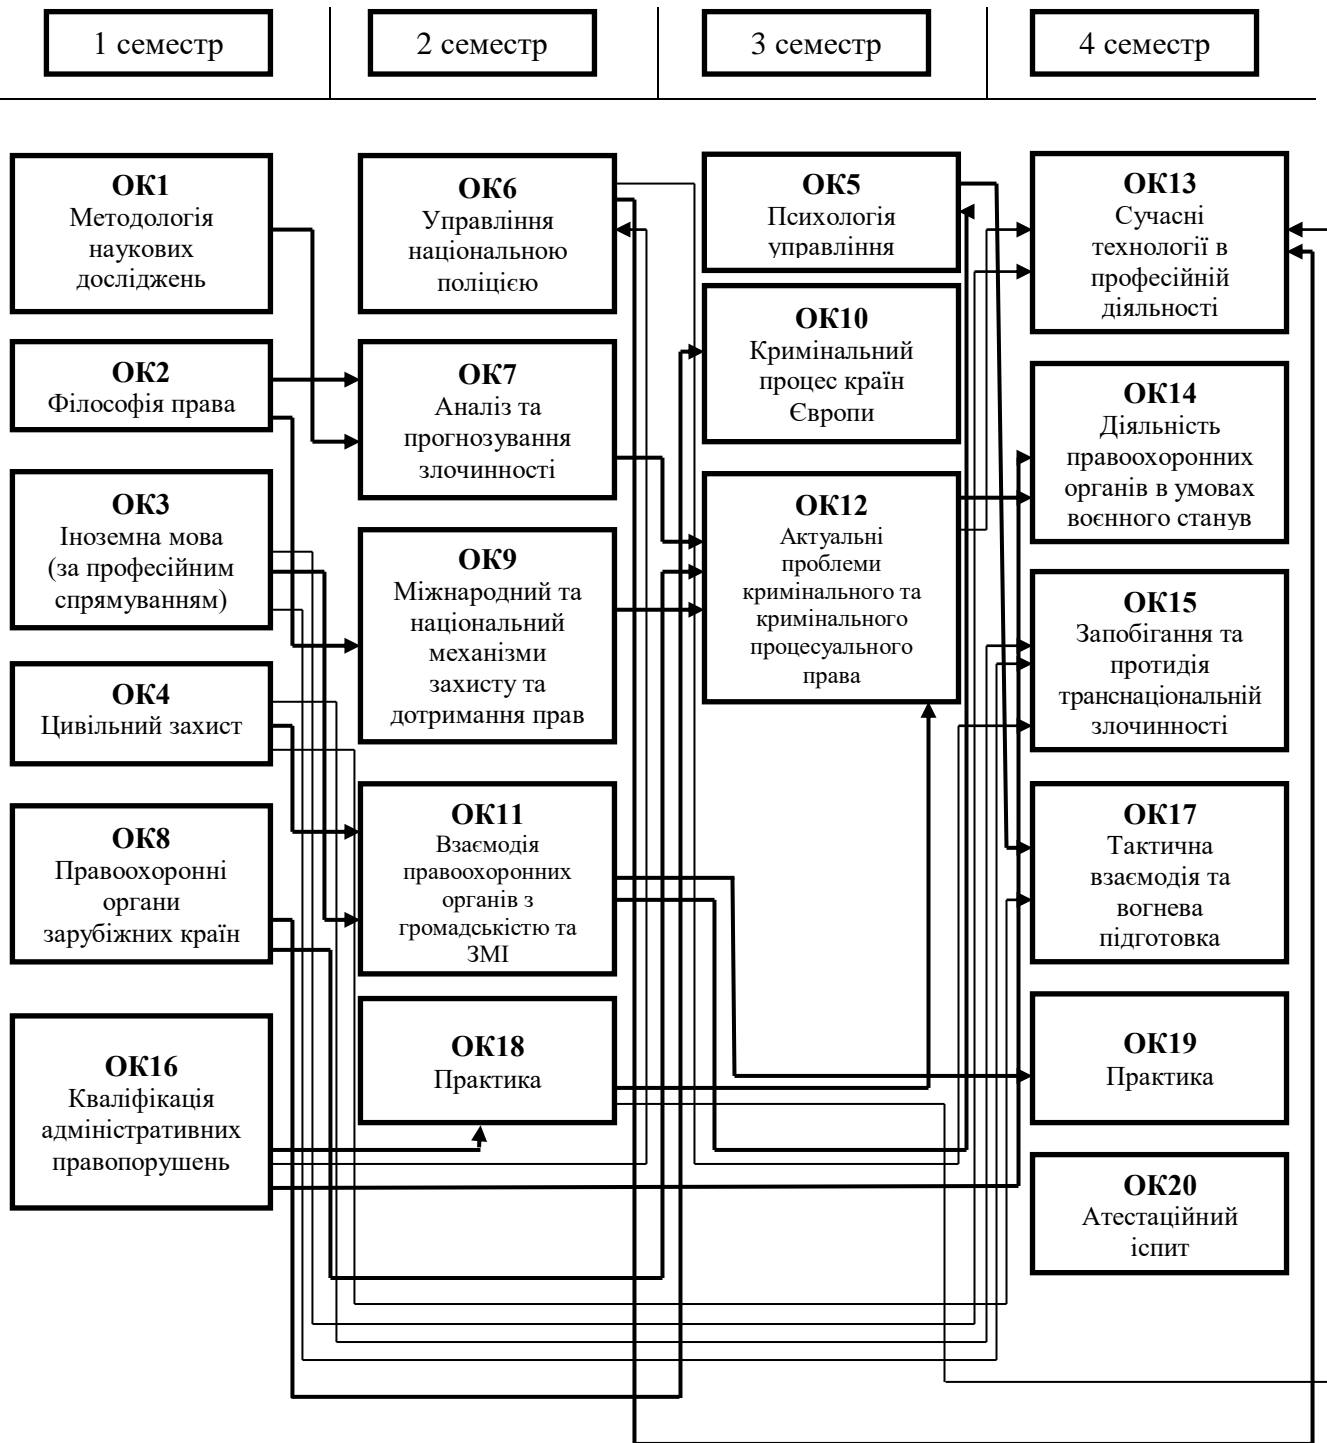 1 семестр
2 семестр
3 семестр
4 семестр
ОК1
Методологія
наукових
досліджень
ОК2
Філософія права
ОК3
Іноземна мова
(за професійним
спрямуванням)
ОК4
Цивільний захист
ОК8
Правоохоронні
органи
зарубіжних країн
ОК16
Кваліфікація
адміністративних
правопорушень
ОК6
Управління
національною
поліцією
ОК7
Аналіз та
прогнозування
злочинності
ОК9
Міжнародний та
національний
механізми
захисту та
дотримання прав
ОК11
Взаємодія
правоохоронних
органів з
громадськістю та
ЗМІ
ОК18
Практика
ОК5
Психологія
управління
ОК10
Кримінальний
процес країн
Європи
ОК12
Актуальні
проблеми
кримінального та
кримінального
процесуального
права
ОК13
Сучасні
технології в
професійній
діяльності
ОК14
Діяльність
правоохоронних
органів в умовах
воєнного станув
ОК15
Запобігання та
протидія
транснаціональній
злочинності
ОК17
Тактична
взаємодія та
вогнева
підготовка
ОК19
Практика
ОК20
Атестаційний
іспит